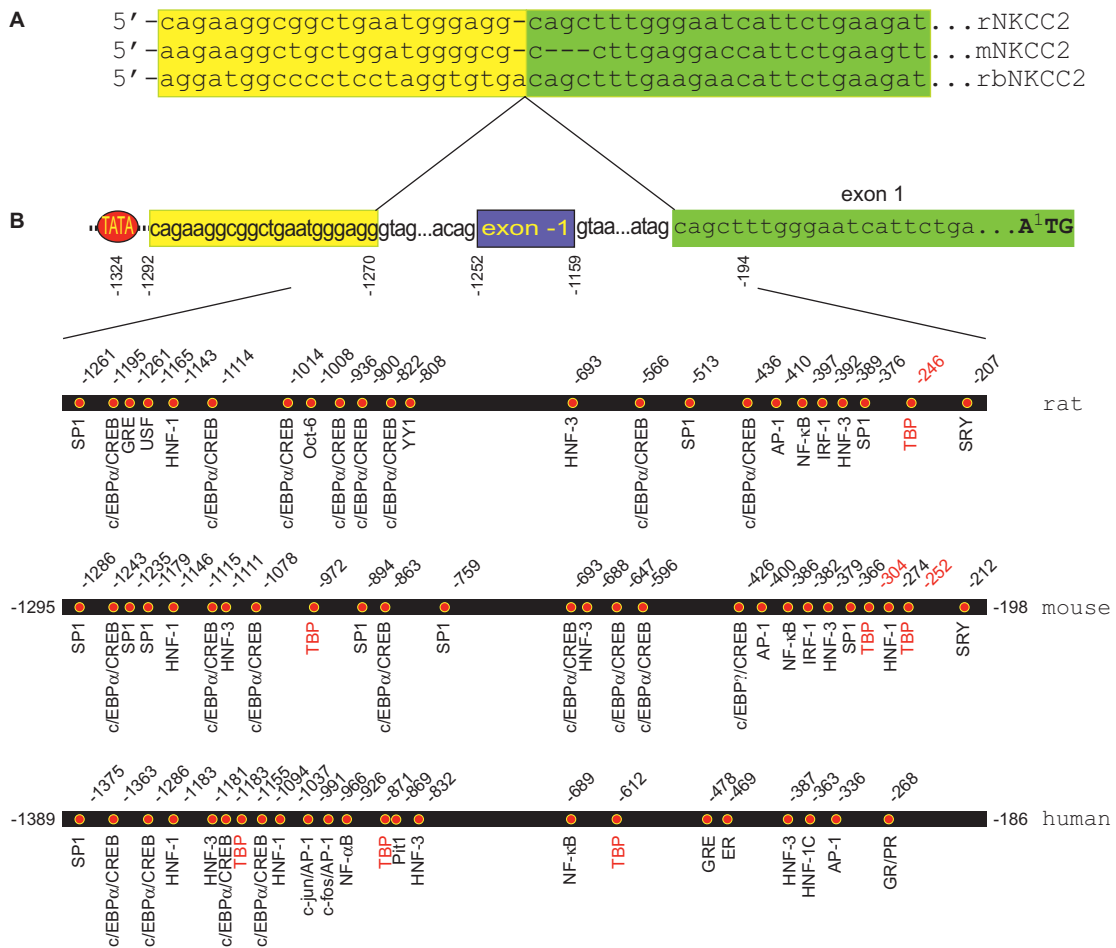 A
5′-cagaaggcggctgaatgggagg-cagctttgggaatcattctgaagat...rNKCC2
5′-aagaaggctgctggatggggcg-c---cttgaggaccattctgaagtt...mNKCC2
5′-aggatggcccctcctaggtgtgacagctttgaagaacattctgaagat...rbNKCC2
exon 1
B
TATA cagaaggcggctgaatgggagggtag...acag exon -1 gtaa...atag cagctttgggaatcattctga...A¹TG
-1324 -1292 -1270 -1252 -1159 -194
-1261 -1195 -1261 -1165 -1143 -1114 -1014 -1008 -936 -900 -822 -808 -693 -566 -513 -436 -410 -397 -392 -389 -376 -246 -207
rat
SP1 c/EBPα/CREB GRE USF HNF-1 c/EBPα/CREB c/EBPα/CREB Oct-6 c/EBPα/CREB c/EBPα/CREB c/EBPα/CREB YY1 HNF-3 c/EBPα/CREB SP1 c/EBPα/CREB AP-1 NF-κB IRF-1 HNF-3 SP1 TBP SRY
-1286 -1243 -1235 -1179 -1146 -1115 -1111 -1078 -972 -894 -863 -759 -693 -688 -647 -596 -426 -400 -386 -382 -379 -366 -304 -274 -252 -212
-1295 -198 mouse
SP1 c/EBPα/CREB SP1 SP1 HNF-1 c/EBPα/CREB HNF-3 c/EBPα/CREB TBP SP1 c/EBPα/CREB SP1 c/EBPα/CREB HNF-3 c/EBPα/CREB c/EBPα/CREB c/EBP?/CREB AP-1 NF-κB IRF-1 HNF-3 SP1 TBP HNF-1 TBP SRY
-1375 -1363 -1286 -1183 -1181 -1183 -1155 -1094 -1037 -991 -966 -926 -871 -869 -832 -689 -612 -478 -469 -387 -363 -336 -268
-1389 -186 human
SP1 c/EBPα/CREB c/EBPα/CREB HNF-1 HNF-3 c/EBPα/CREB TBP c/EBPα/CREB HNF-1 c-jun/AP-1 c-fos/AP-1 NF-αB TBP Pit1 HNF-3 NF-κB TBP GRE ER HNF-3 HNF-1C AP-1 GR/PR